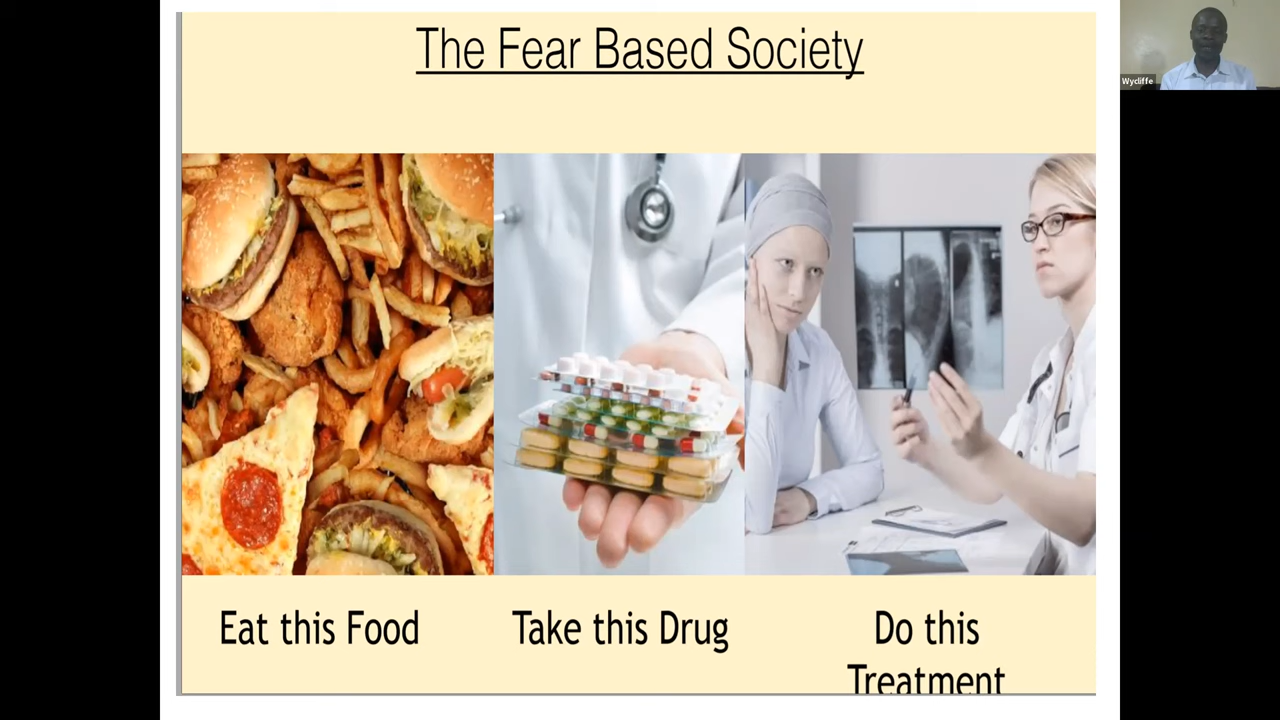 The Fear Based Society
Wycliffe
Eat this Food
Take this Drug
Do this
Treatment